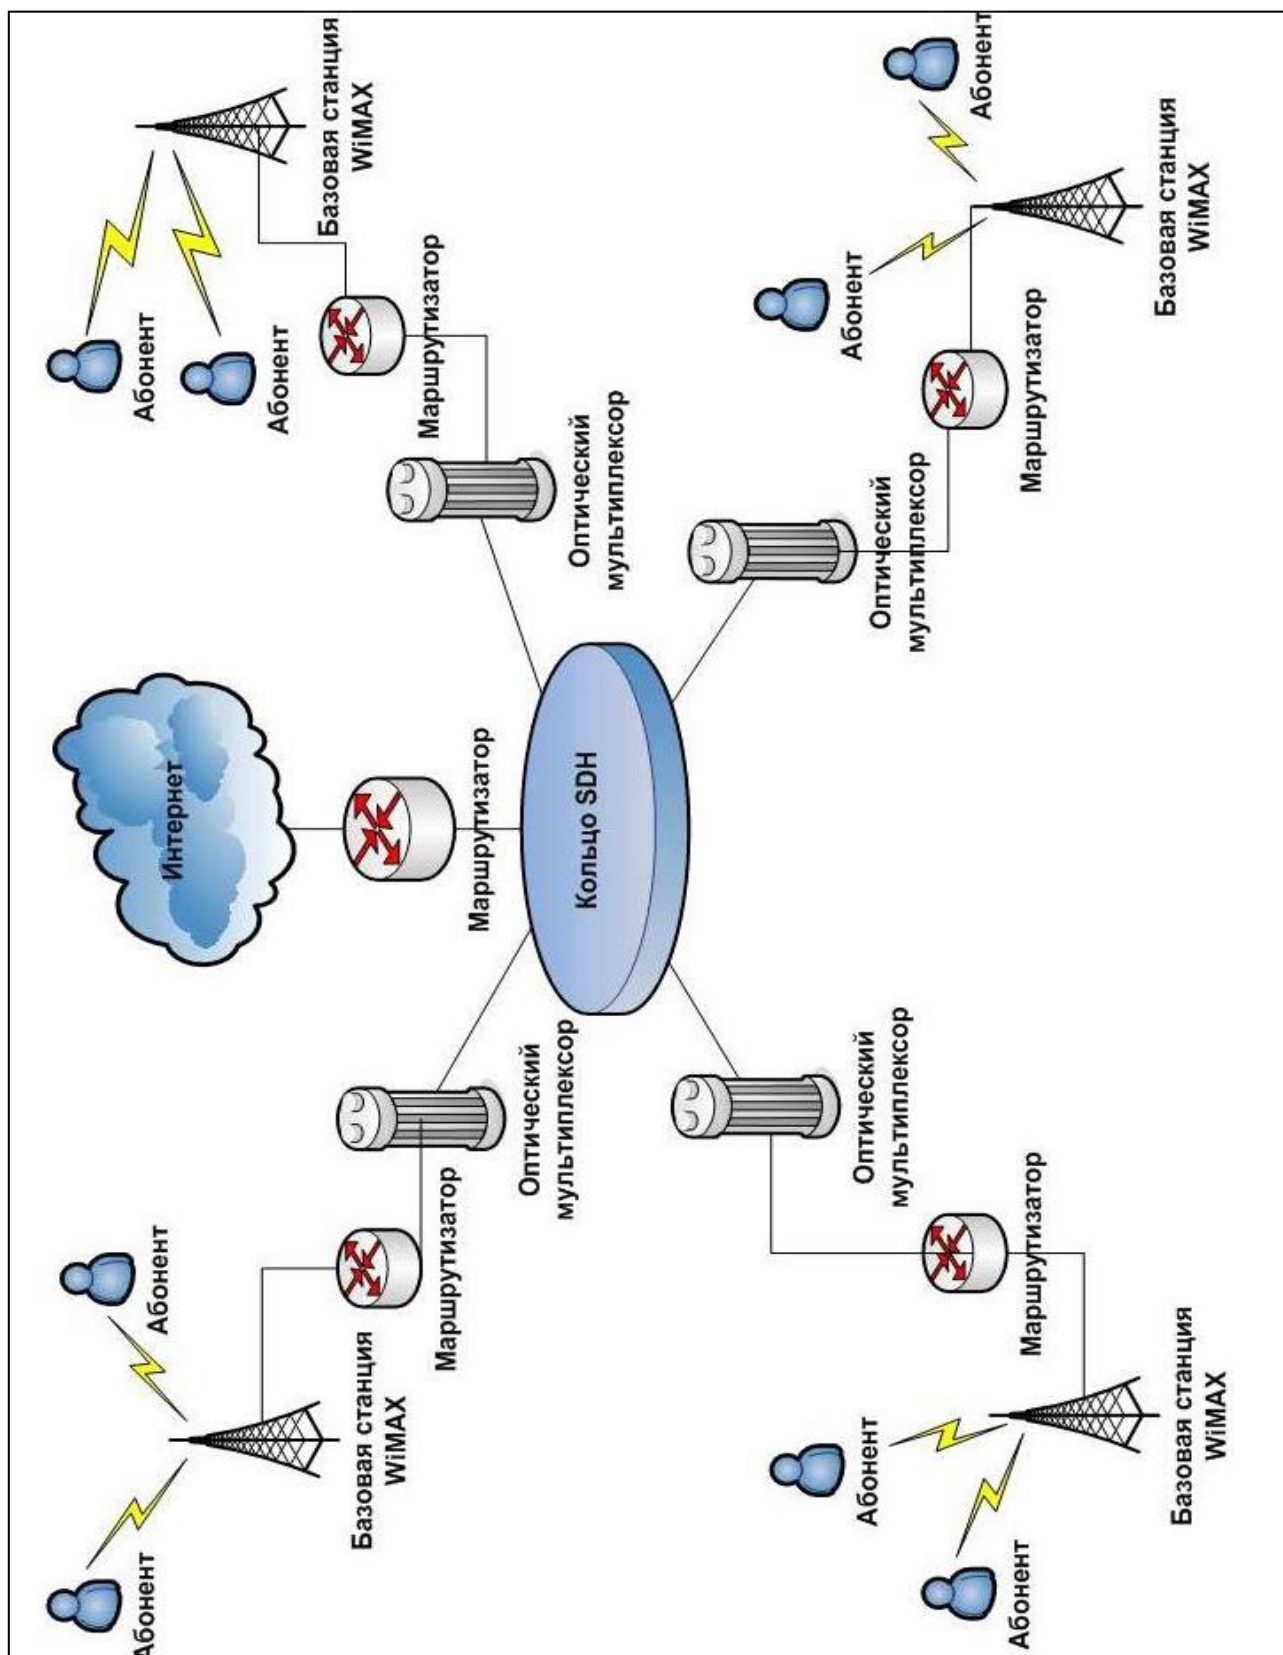 Абонент
Абонент
Интернет
Абонент
Абонент
Базовая станция
WiMAX
Базовая станция
WiMAX
Маршрутизатор
Маршрутизатор
Маршрутизатор
Оптический
мультиплексор
Кольцо SDH
Оптический
мультиплексор
Абонент
Оптический
мультиплексор
Оптический
мультиплексор
Абонент
Абонент
Абонент
Маршрутизатор
Маршрутизатор
Базовая станция
WiMAX
Базовая станция
WiMAX